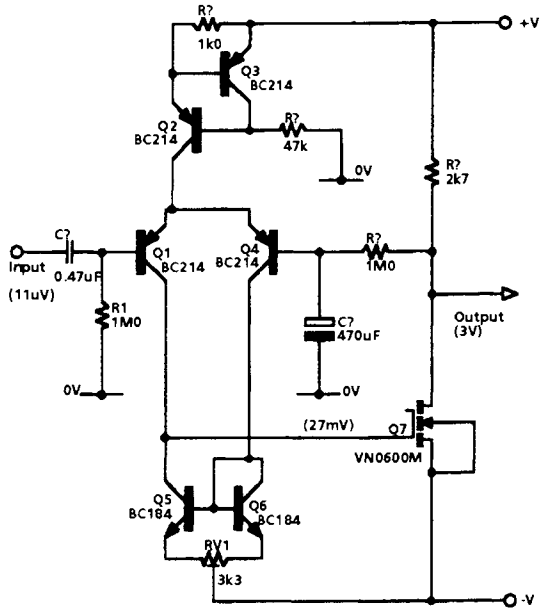 R?
1k0
+V
Q3
BC214
Q2
BC214
R?
47k
0V
R?
2k7
C?
Input
0.47uF
(11uV)
Q1
BC214
Q4
BC214
R?
1M0
R1
1M0
C?
470uF
Output
(3V)
0V
0V
(27mV)
Q7
VN0600M
Q5
BC184
Q6
BC184
RV1
3k3
-V